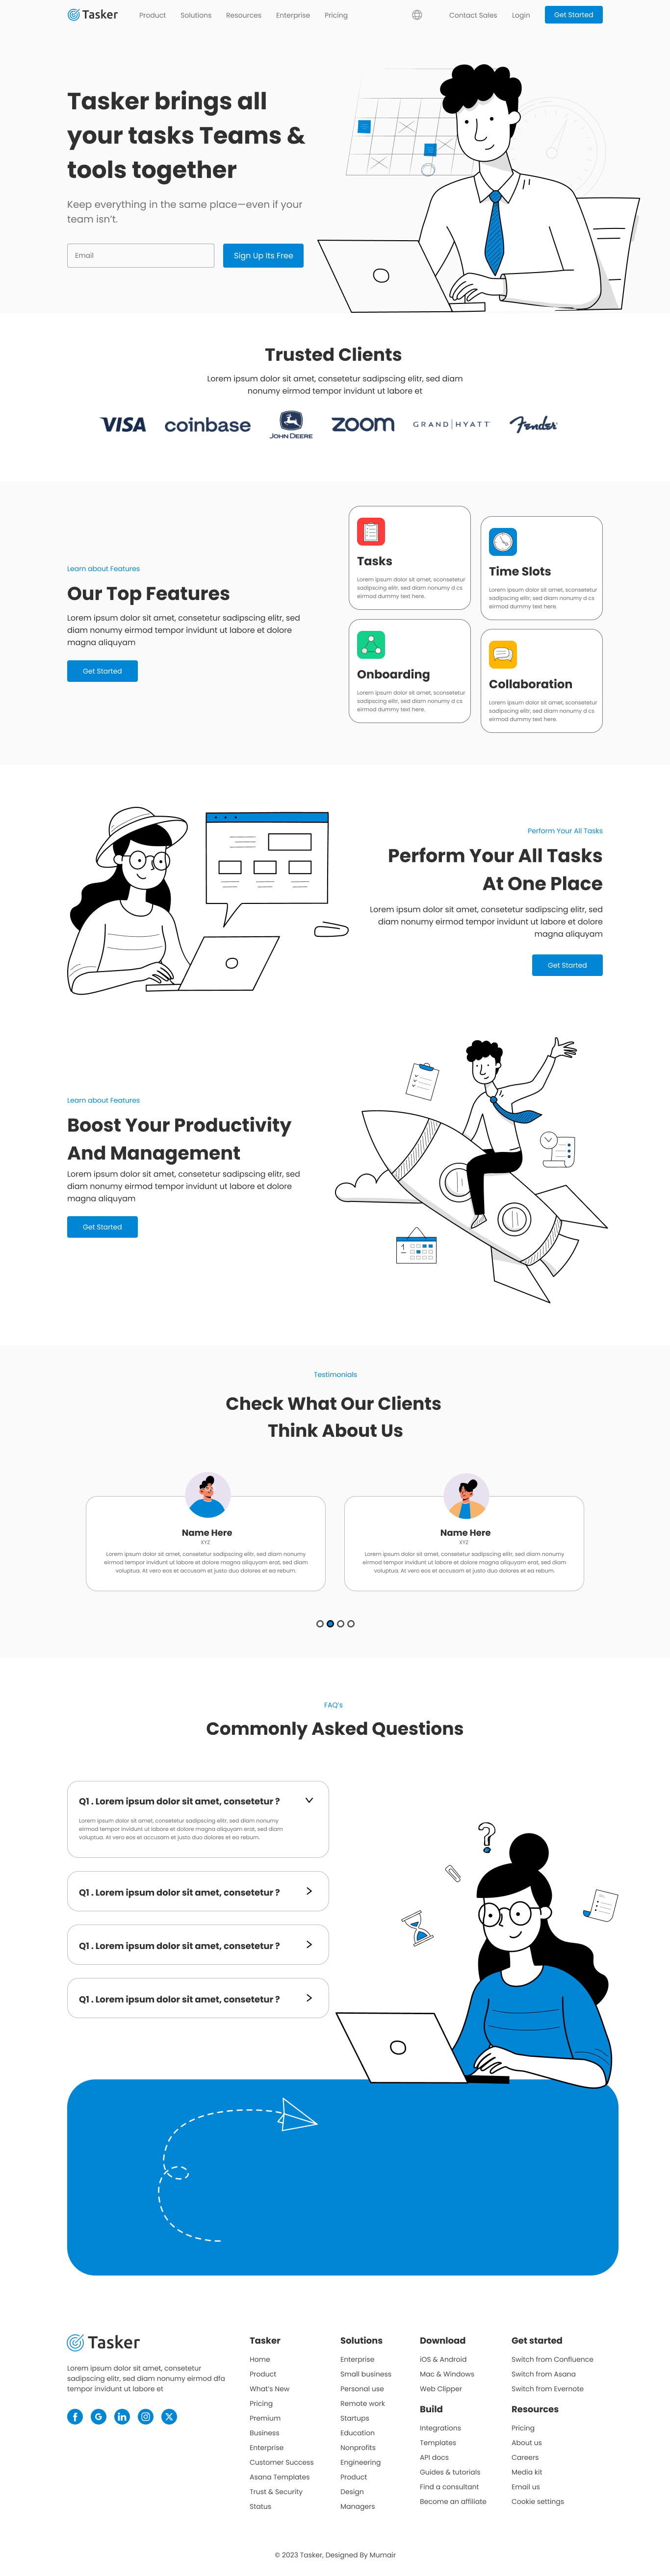 Tasker
Product Solutions Resources Enterprise Pricing
Contact Sales Login Get Started
Tasker brings all
your tasks Teams &
tools together
Keep everything in the same place—even if your
team isn't.
Email
Sign Up Its Free
Trusted Clients
Lorem ipsum dolor sit amet, consetetur sadipscing elitr, sed diam
nonumy eirmod tempor invidunt ut labore et
VISA
coinbase
JOHN DEERE
zoom
GRAND HYATT
Fender
Learn about Features
Our Top Features
Lorem ipsum dolor sit amet, consetetur sadipscing elitr, sed
diam nonumy eirmod tempor invidunt ut labore et dolore
magna aliquyam
Get Started
Tasks
Lorem ipsum dolor sit amet, sconsetetur
sadipscing elitr, sed diam nonumy d cs
eirmod dummy text here.
Time Slots
Lorem ipsum dolor sit amet, sconsetetur
sadipscing elitr, sed diam nonumy d cs
eirmod dummy text here.
Onboarding
Lorem ipsum dolor sit amet, sconsetetur
sadipscing elitr, sed diam nonumy d cs
eirmod dummy text here.
Collaboration
Lorem ipsum dolor sit amet, sconsetetur
sadipscing elitr, sed diam nonumy d cs
eirmod dummy text here.
Perform Your All Tasks
Perform Your All Tasks
At One Place
Lorem ipsum dolor sit amet, consetetur sadipscing elitr, sed
diam nonumy eirmod tempor invidunt ut labore et dolore
magna aliquyam
Get Started
Learn about Features
Boost Your Productivity
And Management
Lorem ipsum dolor sit amet, consetetur sadipscing elitr, sed
diam nonumy eirmod tempor invidunt ut labore et dolore
magna aliquyam
Get Started
1
Testimonials
Check What Our Clients
Think About Us
Name Here
XYZ
Lorem ipsum dolor sit amet, consetetur sadipscing elitr, sed diam nonumy
eirmod tempor invidunt ut labore et dolore magna aliquyam erat, sed diam
voluptua. At vero eos et accusam et justo duo dolores et ea rebum.
Name Here
XYZ
Lorem ipsum dolor sit amet, consetetur sadipscing elitr, sed diam nonumy
eirmod tempor invidunt ut labore et dolore magna aliquyam erat, sed diam
voluptua. At vero eos et accusam et justo duo dolores et ea rebum.
FAQ's
Commonly Asked Questions
Q1 . Lorem ipsum dolor sit amet, consetetur ?
Lorem ipsum dolor sit amet, consetetur sadipscing elitr, sed diam nonumy
eirmod tempor invidunt ut labore et dolore magna aliquyam erat, sed diam
voluptua. At vero eos et accusam et justo duo dolores et ea rebum.
Q1 . Lorem ipsum dolor sit amet, consetetur ?
Q1 . Lorem ipsum dolor sit amet, consetetur ?
Q1 . Lorem ipsum dolor sit amet, consetetur ?
?
Tasker
Lorem ipsum dolor sit amet, consetetur
sadipscing elitr, sed diam nonumy eirmod dfa
tempor invidunt ut labore et
Tasker
Home
Product
What's New
Pricing
Premium
Business
Enterprise
Customer Success
Asana Templates
Trust & Security
Status
Solutions
Enterprise
Small business
Personal use
Remote work
Startups
Education
Nonprofits
Engineering
Product
Design
Managers
Download
iOS & Android
Mac & Windows
Web Clipper
Build
Integrations
Templates
API docs
Guides & tutorials
Find a consultant
Become an affiliate
Get started
Switch from Confluence
Switch from Asana
Switch from Evernote
Resources
Pricing
About us
Careers
Media kit
Email us
Cookie settings
© 2023 Tasker, Designed By Mumair